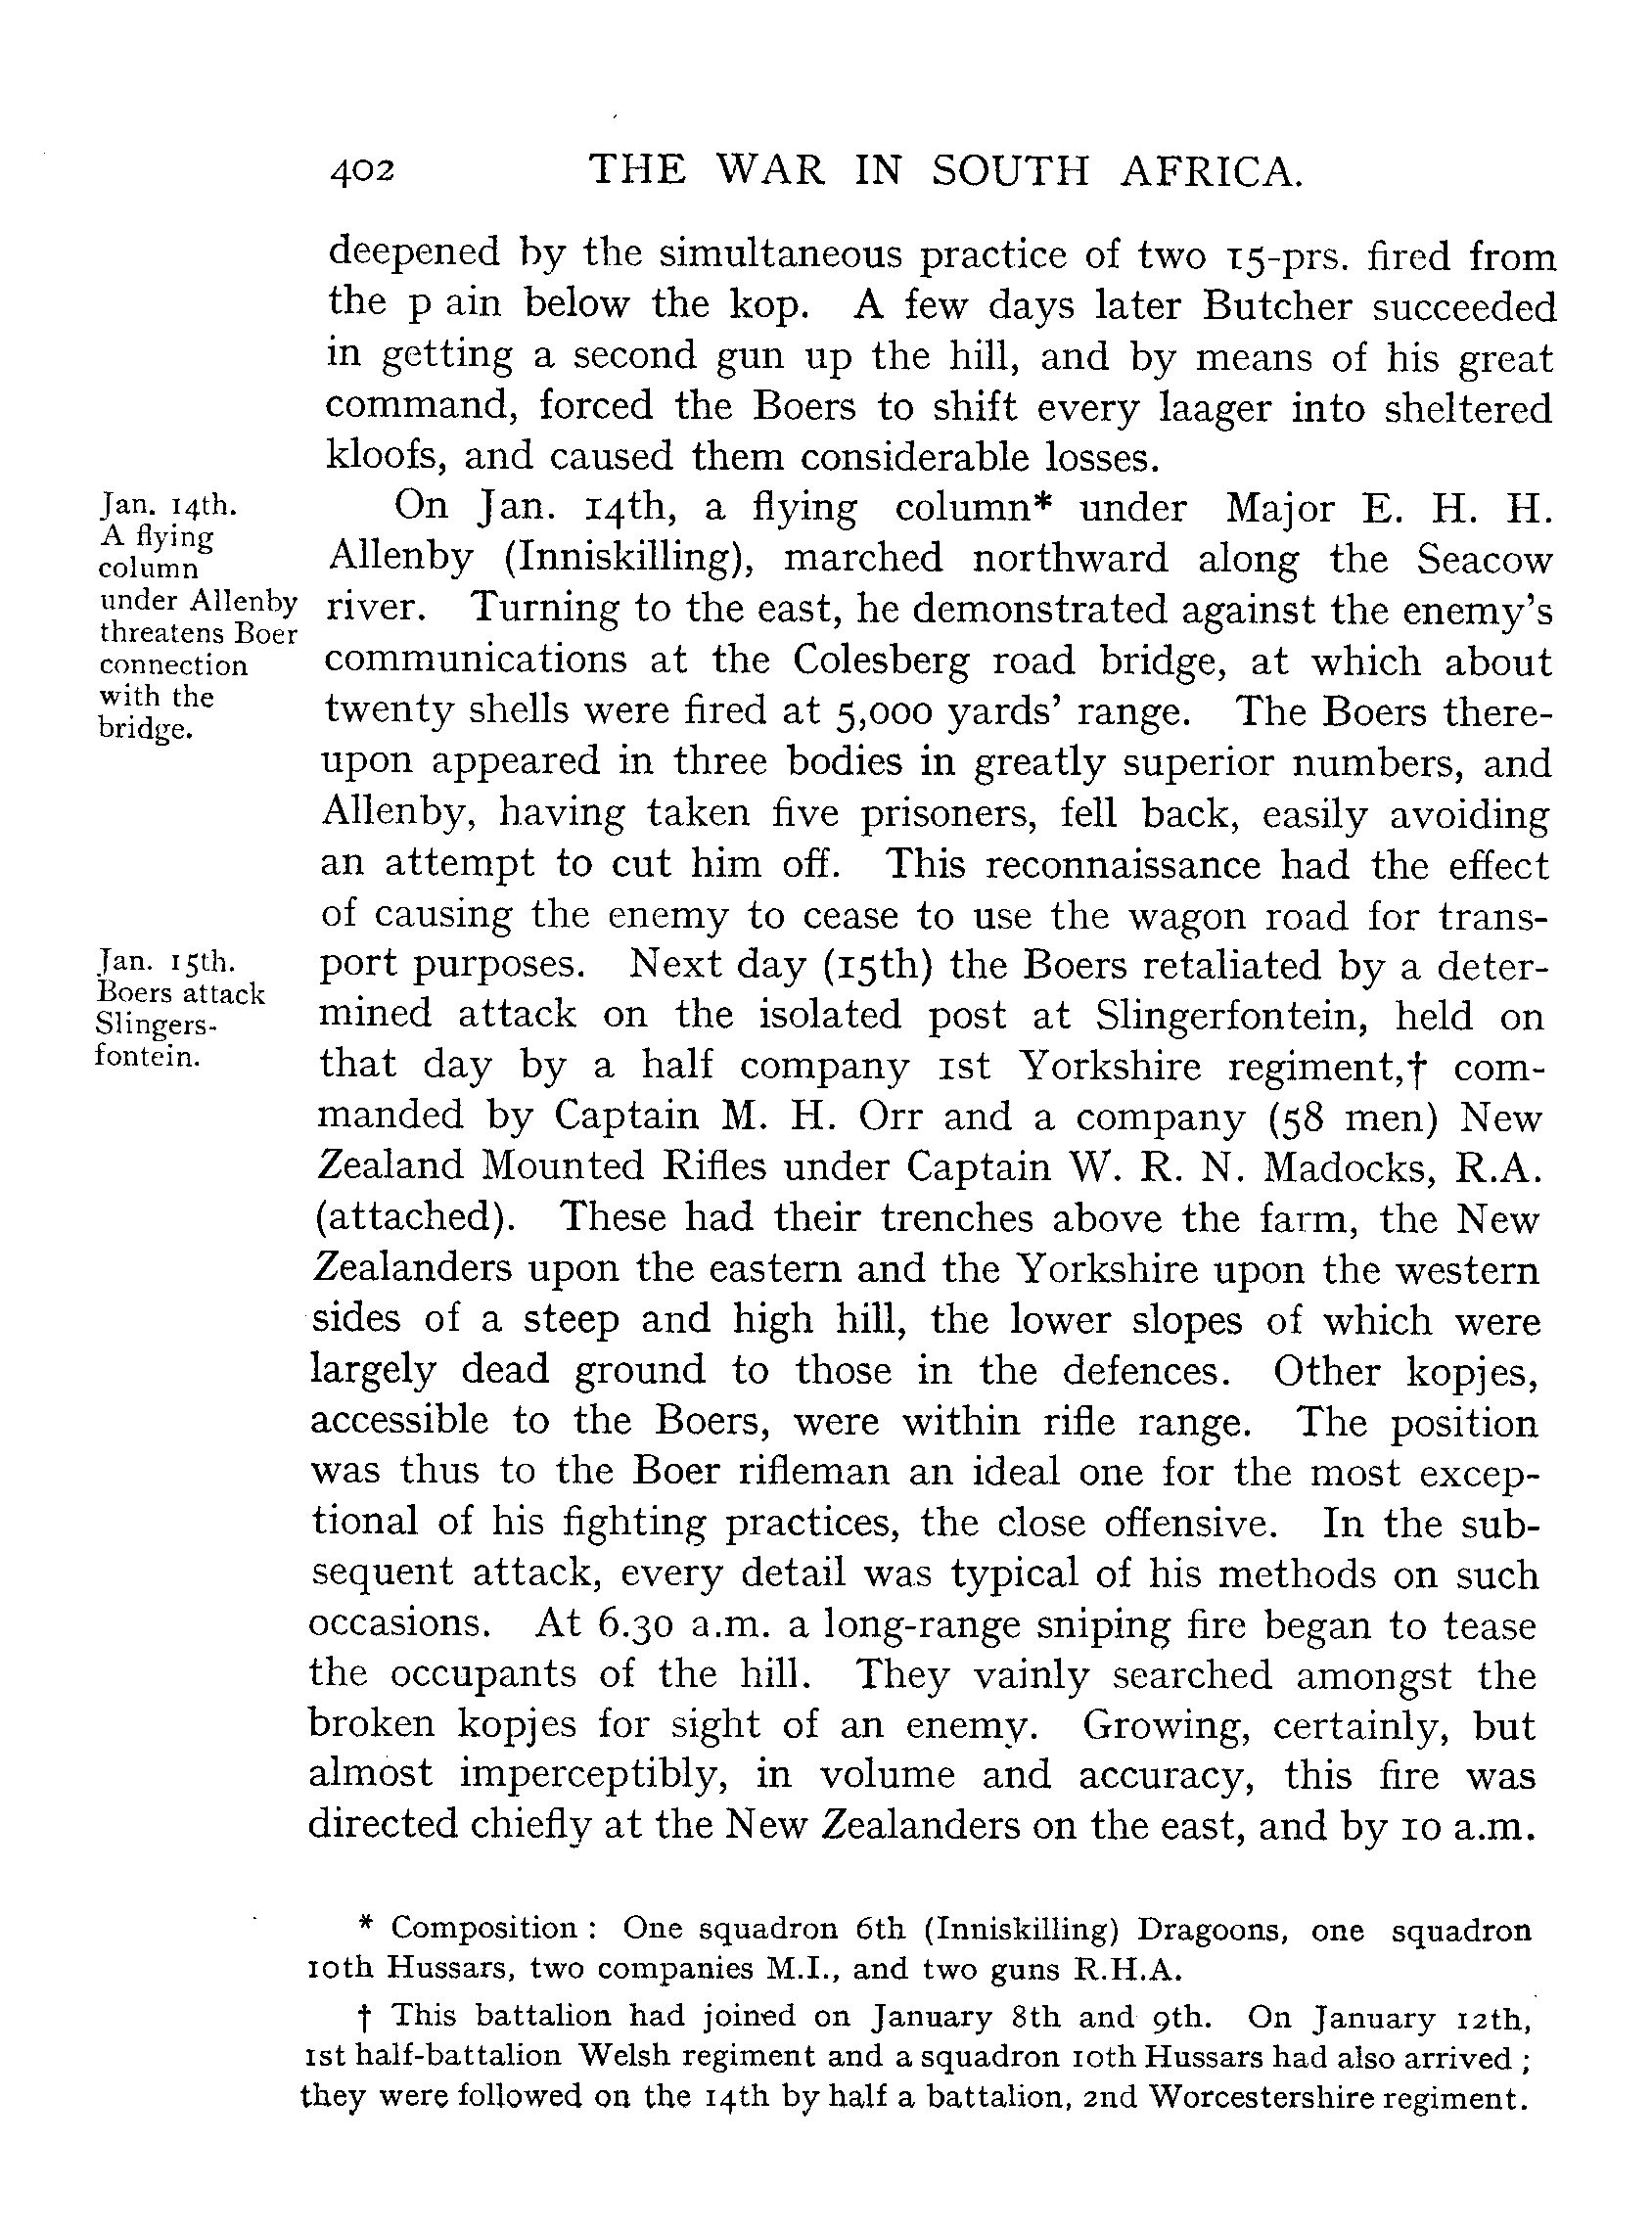 402 THE WAR IN SOUTH AFRICA.
deepened by the simultaneous practice of two 15-prs. fired from
the p ain below the kop. A few days later Butcher succeeded
in getting a second gun up the hill, and by means of his great
command, forced the Boers to shift every laager into sheltered
kloofs, and caused them considerable losses.
Jan. 14th.
A flying
column
under Allenby
threatens Boer
connection
with the
bridge.
On Jan. 14th, a flying column* under Major E. H. H.
Allenby (Inniskilling), marched northward along the Seacow
river. Turning to the east, he demonstrated against the enemy's
communications at the Colesberg road bridge, at which about
twenty shells were fired at 5,000 yards' range. The Boers there-
upon appeared in three bodies in greatly superior numbers, and
Allenby, having taken five prisoners, fell back, easily avoiding
an attempt to cut him off. This reconnaissance had the effect
of causing the enemy to cease to use the wagon road for trans-
Jan. 15th.
Boers attack
Slingers-
fontein.
port purposes. Next day (15th) the Boers retaliated by a deter-
mined attack on the isolated post at Slingerfontein, held on
that day by a half company 1st Yorkshire regiment,† com-
manded by Captain M. H. Orr and a company (58 men) New
Zealand Mounted Rifles under Captain W. R. N. Madocks, R.A.
(attached). These had their trenches above the farm, the New
Zealanders upon the eastern and the Yorkshire upon the western
sides of a steep and high hill, the lower slopes of which were
largely dead ground to those in the defences. Other kopjes,
accessible to the Boers, were within rifle range. The position
was thus to the Boer rifleman an ideal one for the most excep-
tional of his fighting practices, the close offensive. In the sub-
sequent attack, every detail was typical of his methods on such
occasions. At 6.30 a.m. a long-range sniping fire began to tease
the occupants of the hill. They vainly searched amongst the
broken kopjes for sight of an enemy. Growing, certainly, but
almost imperceptibly, in volume and accuracy, this fire was
directed chiefly at the New Zealanders on the east, and by 10 a.m.
* Composition : One squadron 6th (Inniskilling) Dragoons, one squadron
10th Hussars, two companies M.I., and two guns R.H.A.
† This battalion had joined on January 8th and 9th. On January 12th,
1st half-battalion Welsh regiment and a squadron 10th Hussars had also arrived ;
they were followed on the 14th by half a battalion, 2nd Worcestershire regiment.